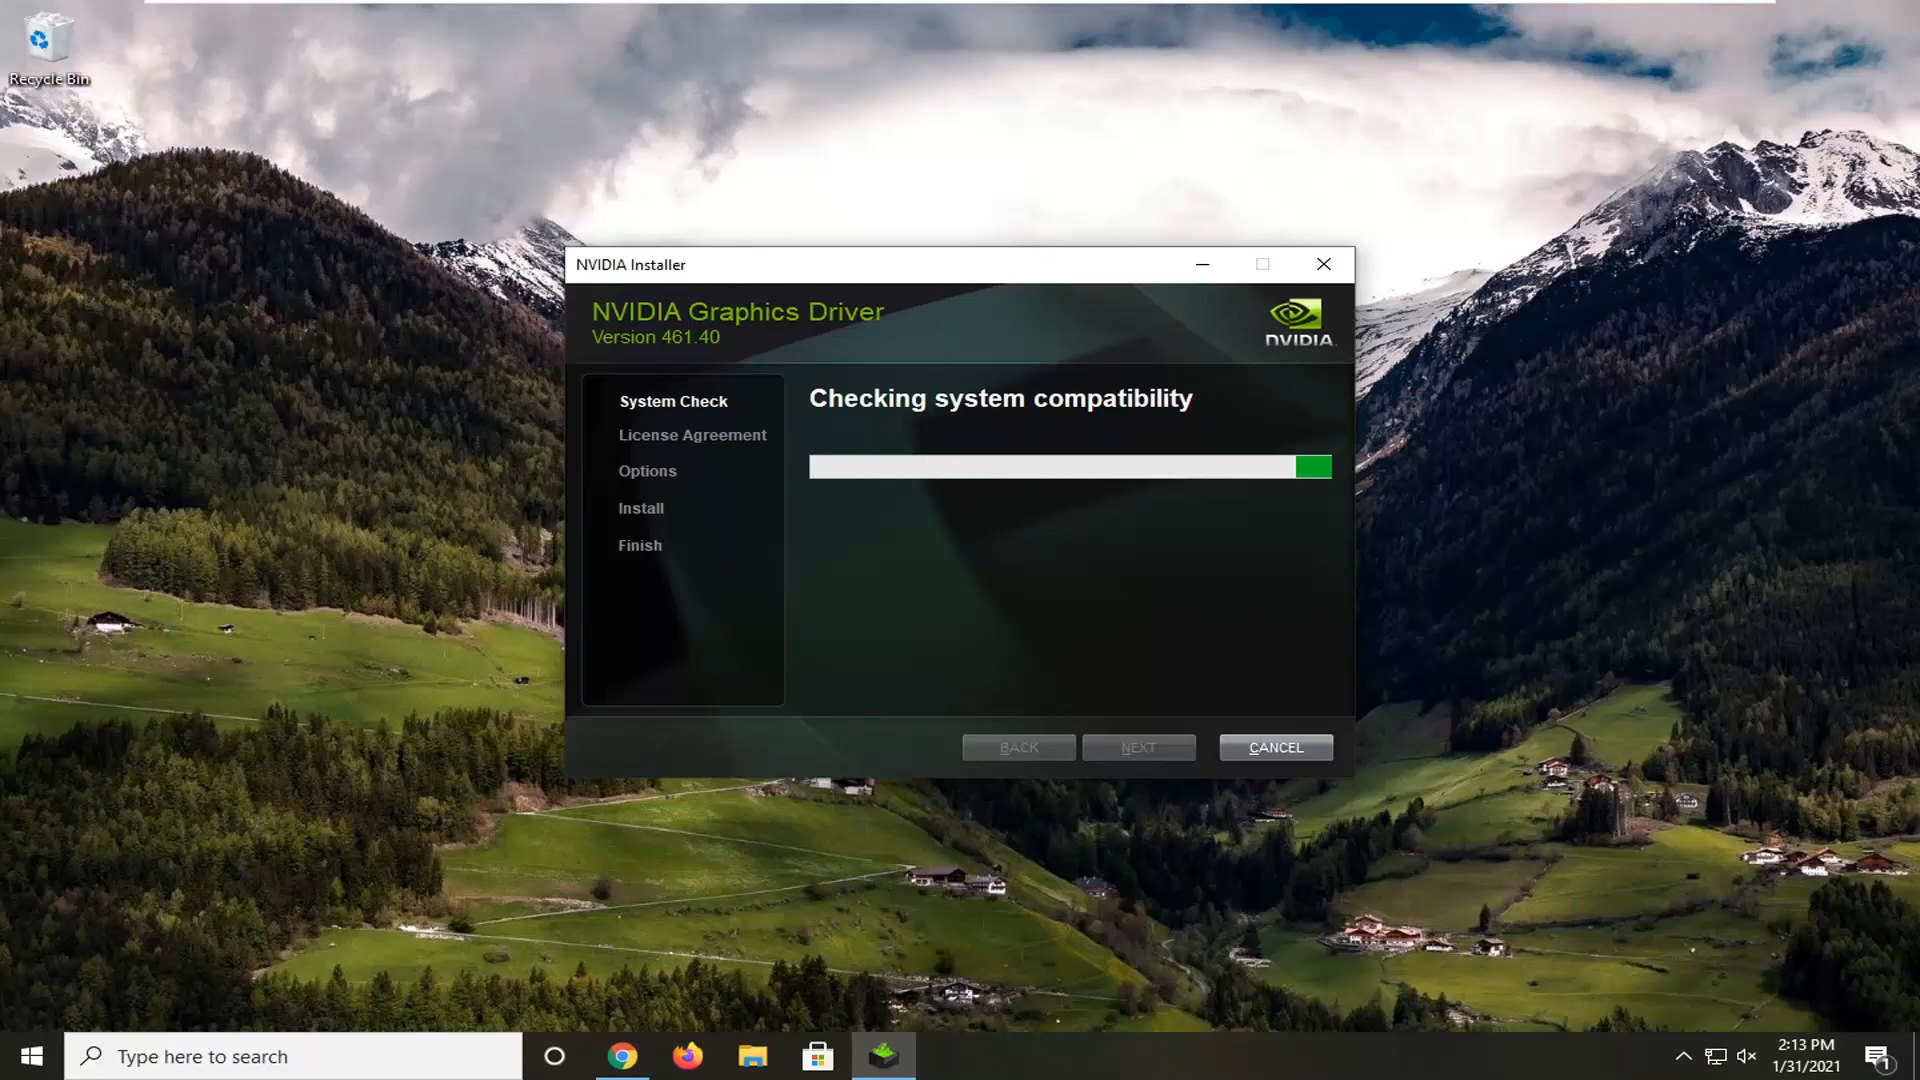 Recycle Bin
NVIDIA Installer
NVIDIA Graphics Driver
Version 461.40
NVIDIA
System Check
License Agreement
Options
Install
Finish
Checking system compatibility
BACK
NEXT
CANCEL
Type here to search
2:13 PM
1/31/2021
1